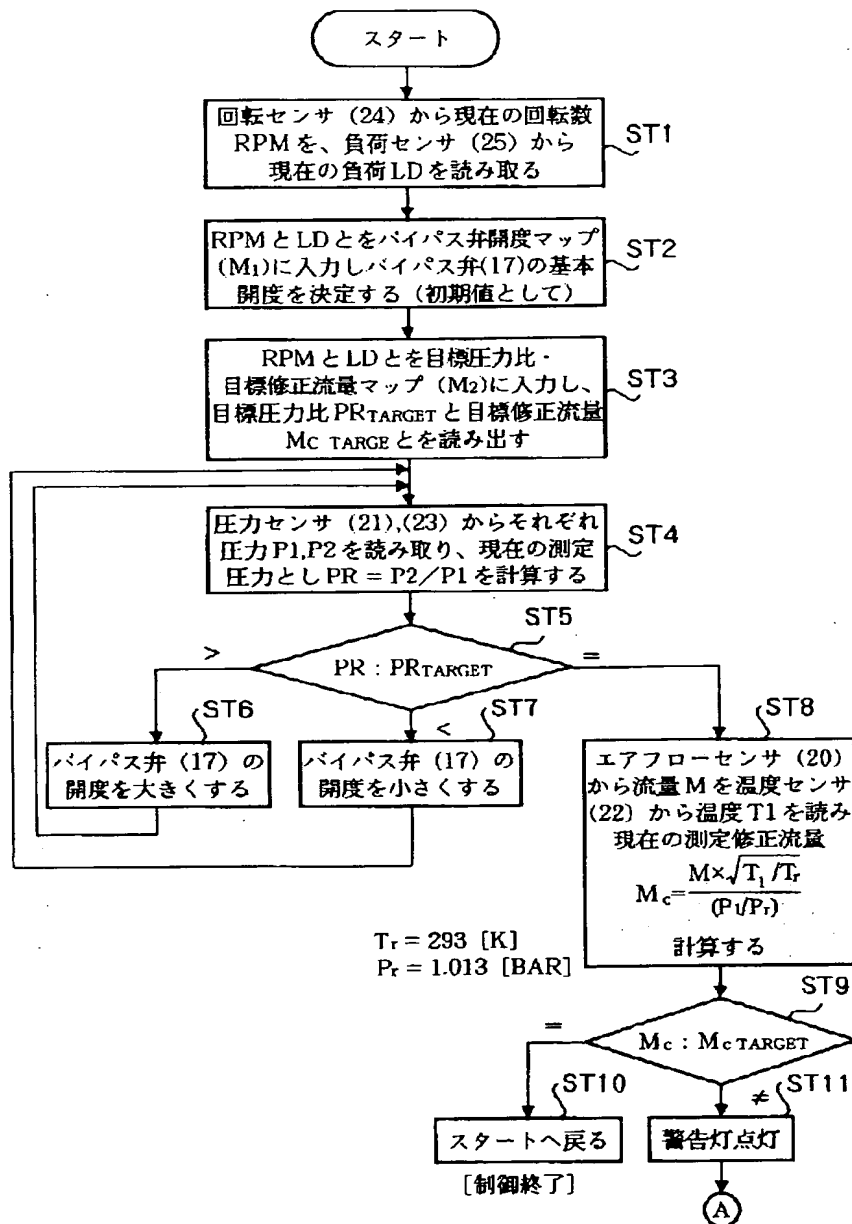 スタート
回転センサ (24) から現在の回転数
RPMを、負荷センサ (25) から
現在の負荷LDを読み取る
ST1
RPMとLDとをバイパス弁開度マップ
(M1)に入力しバイパス弁(17)の基本
開度を決定する (初期値として)
ST2
RPMとLDとを目標圧力比・
目標修正流量マップ (M2)に入力し、
目標圧力比PRTARGETと目標修正流量
MC TARGEとを読み出す
ST3
圧力センサ (21),(23) からそれぞれ
圧力P1,P2を読み取り、現在の測定
圧力としPR = P2/P1を計算する
ST4
ST5
PR : PRTARGET
>
=
<
ST6
バイパス弁 (17) の
開度を大きくする
ST7
バイパス弁 (17) の
開度を小さくする
ST8
エアフローセンサ (20)
から流量Mを温度センサ
(22) から温度T1を読み
現在の測定修正流量
Mc=M×√T1/Tr/(P1/Pr)
計算する
Tr = 293 [K]
Pr = 1.013 [BAR]
ST9
Mc : Mc TARGET
=
≠
ST10
スタートへ戻る
[制御終了]
ST11
警告灯点灯
A